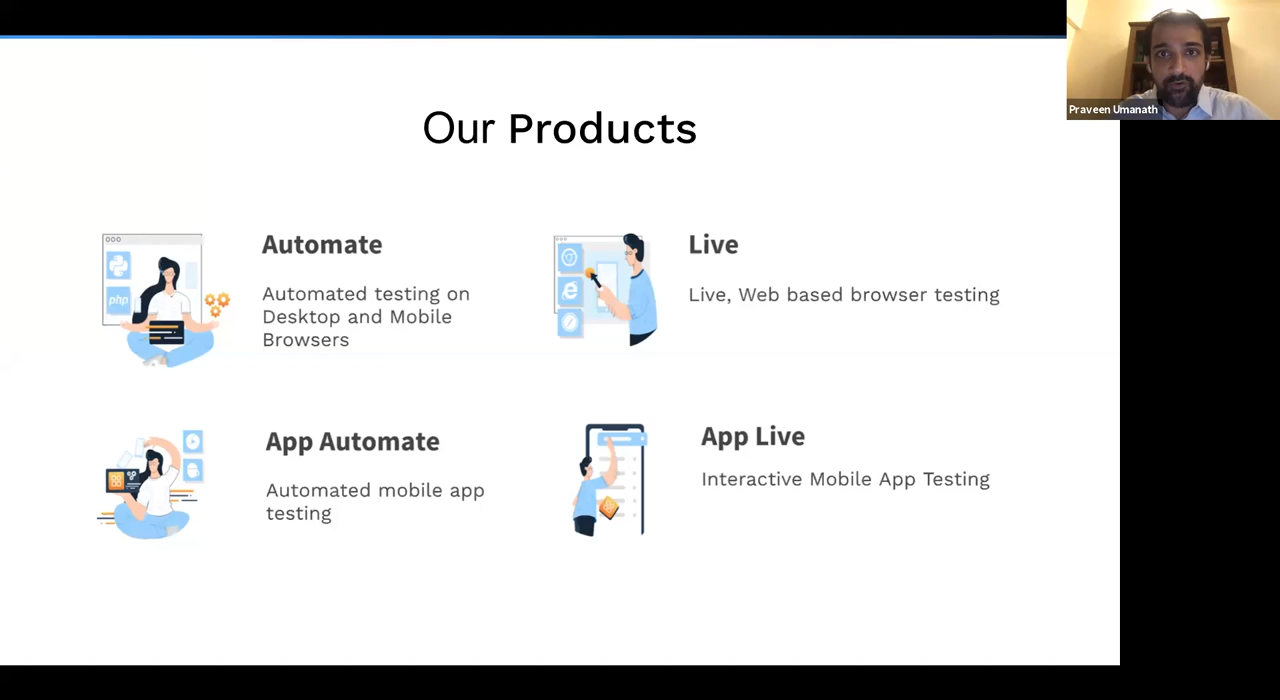 Praveen Umanath
Our Products
Automate
Automated testing on
Desktop and Mobile
Browsers
php
Live
Live, Web based browser testing
App Automate
Automated mobile app
testing
App Live
Interactive Mobile App Testing